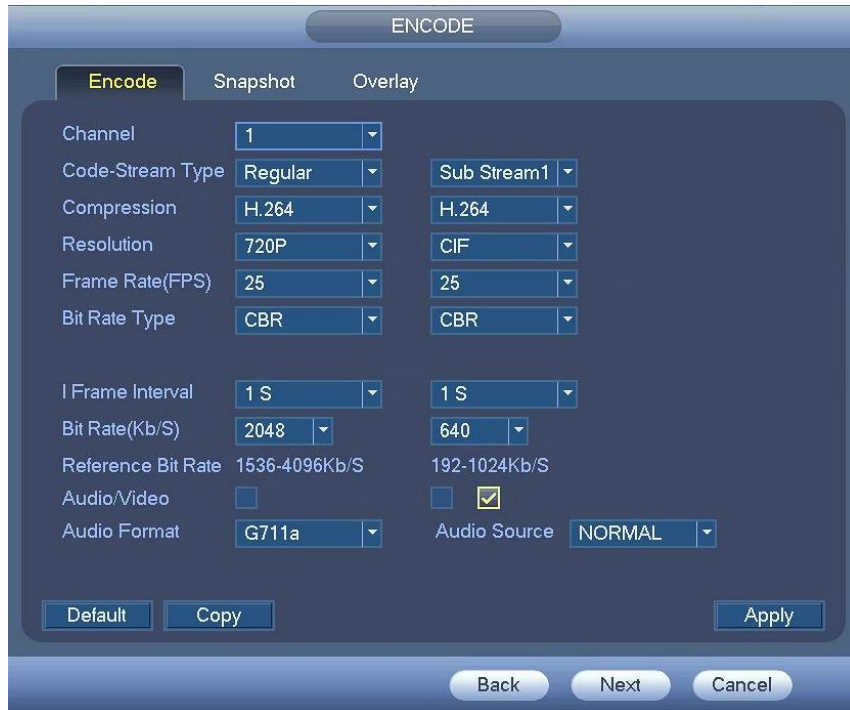 ENCODE
Encode Snapshot Overlay
Channel 1
Code-Stream Type Regular Sub Stream1
Compression H.264 H.264
Resolution 720P CIF
Frame Rate(FPS) 25 25
Bit Rate Type CBR CBR
I Frame Interval 1 S 1 S
Bit Rate(Kb/S) 2048 640
Reference Bit Rate 1536-4096Kb/S 192-1024Kb/S
Audio/Video
Audio Format G711a Audio Source NORMAL
Default Copy Apply
Back Next Cancel